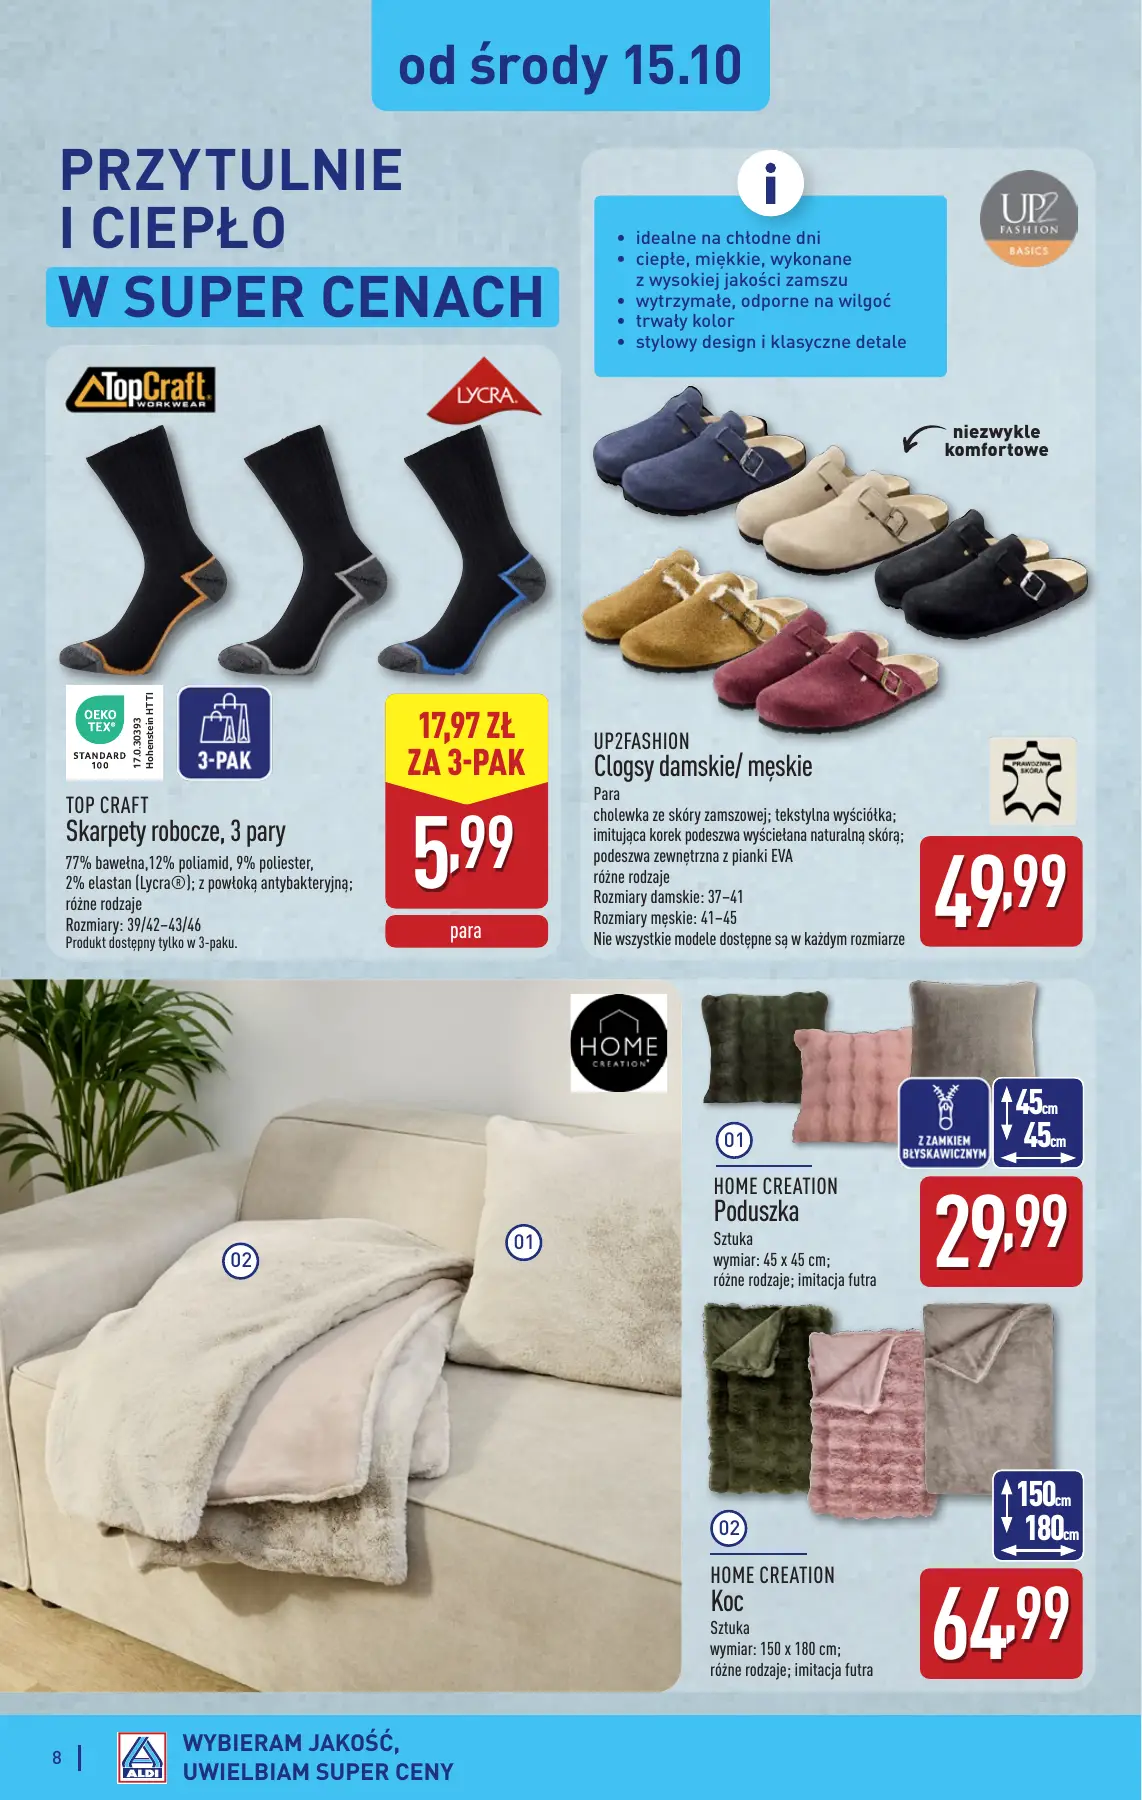 od środy 15.10
PRZYTULNIE
I CIEPŁO
W SUPER CENACH
TopCraft
WORKWEAR
LYCRA.
OEKO
TEX®
STANDARD
100
17.0.30393
Hohenstein HTTI
3-PAK
17,97 ZŁ
ZA 3-PAK
5,99
para
TOP CRAFT
Skarpety robocze, 3 pary
77% bawełna,12% poliamid, 9% poliester,
2% elastan (Lycra®); z powłoką antybakteryjną;
różne rodzaje
Rozmiary: 39/42–43/46
Produkt dostępny tylko w 3-paku.
i
• idealne na chłodne dni
• ciepłe, miękkie, wykonane
z wysokiej jakości zamszu
• wytrzymałe, odporne na wilgoć
• trwały kolor
• stylowy design i klasyczne detale
UP2
FASHION
BASICS
niezwykle
komfortowe
UP2FASHION
Clogsy damskie/ męskie
Para
cholewka ze skóry zamszowej; tekstylna wyściółka;
imitująca korek podeszwa wyściełana naturalną skórą;
podeszwa zewnętrzna z pianki EVA
różne rodzaje
Rozmiary damskie: 37–41
Rozmiary męskie: 41–45
Nie wszystkie modele dostępne są w każdym rozmiarze
PRAWDZIWA
SKÓRA
49,99
HOME
CREATION®
02
01
01
Z ZAMKIEM
BŁYSKAWICZNYM
45cm
45cm
HOME CREATION
Poduszka
Sztuka
wymiar: 45 x 45 cm;
różne rodzaje; imitacja futra
29,99
02
150cm
180cm
HOME CREATION
Koc
Sztuka
wymiar: 150 x 180 cm;
różne rodzaje; imitacja futra
64,99
8
ALDI
WYBIERAM JAKOŚĆ,
UWIELBIAM SUPER CENY